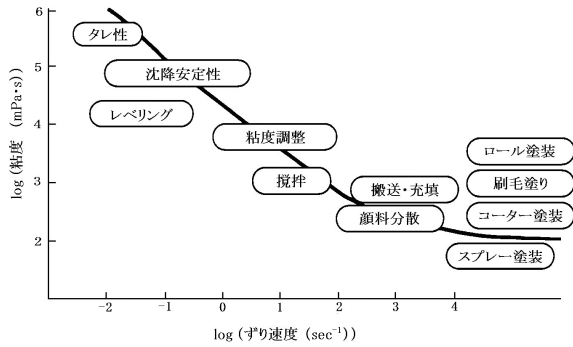 6
タレ性
5
沈降安定性
レベリング
4
粘度調整
ロール塗装
撹拌
3
搬送・充填
刷毛塗り
顔料分散
コーター塗装
2
スプレー塗装
log (粘度 (mPa・s))
-2 -1 0 1 2 3 4
log (ずり速度 (sec⁻¹))